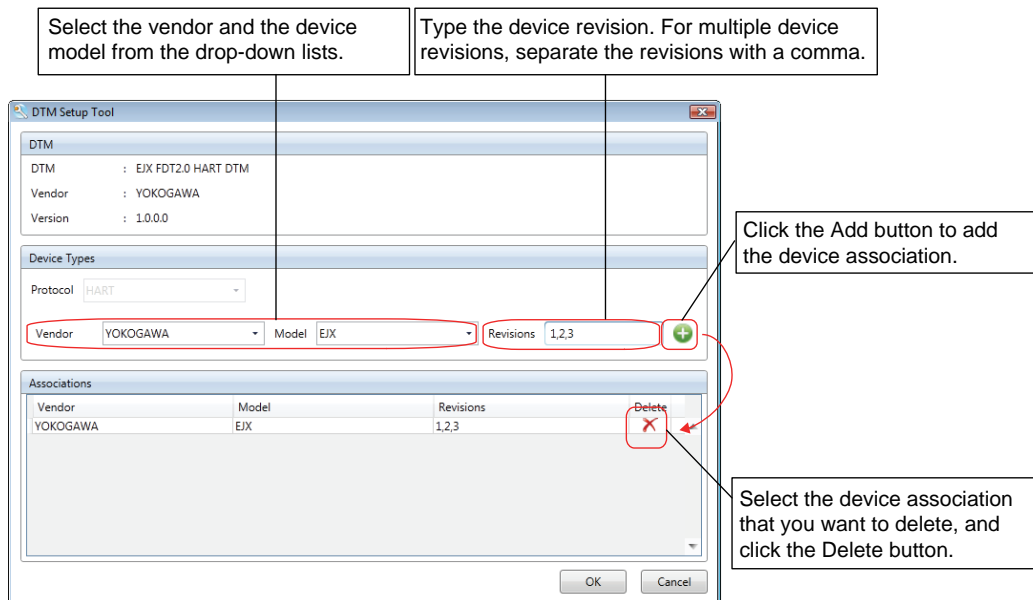 Select the vendor and the device
model from the drop-down lists.
Type the device revision. For multiple device
revisions, separate the revisions with a comma.
DTM Setup Tool
DTM
DTM : EJX FDT2.0 HART DTM
Vendor : YOKOGAWA
Version : 1.0.0.0
Click the Add button to add
the device association.
Device Types
Protocol HART
Vendor YOKOGAWA Model EJX Revisions 1,2,3
Associations
Vendor Model Revisions Delete
YOKOGAWA EJX 1,2,3
Select the device association
that you want to delete, and
click the Delete button.
OK Cancel